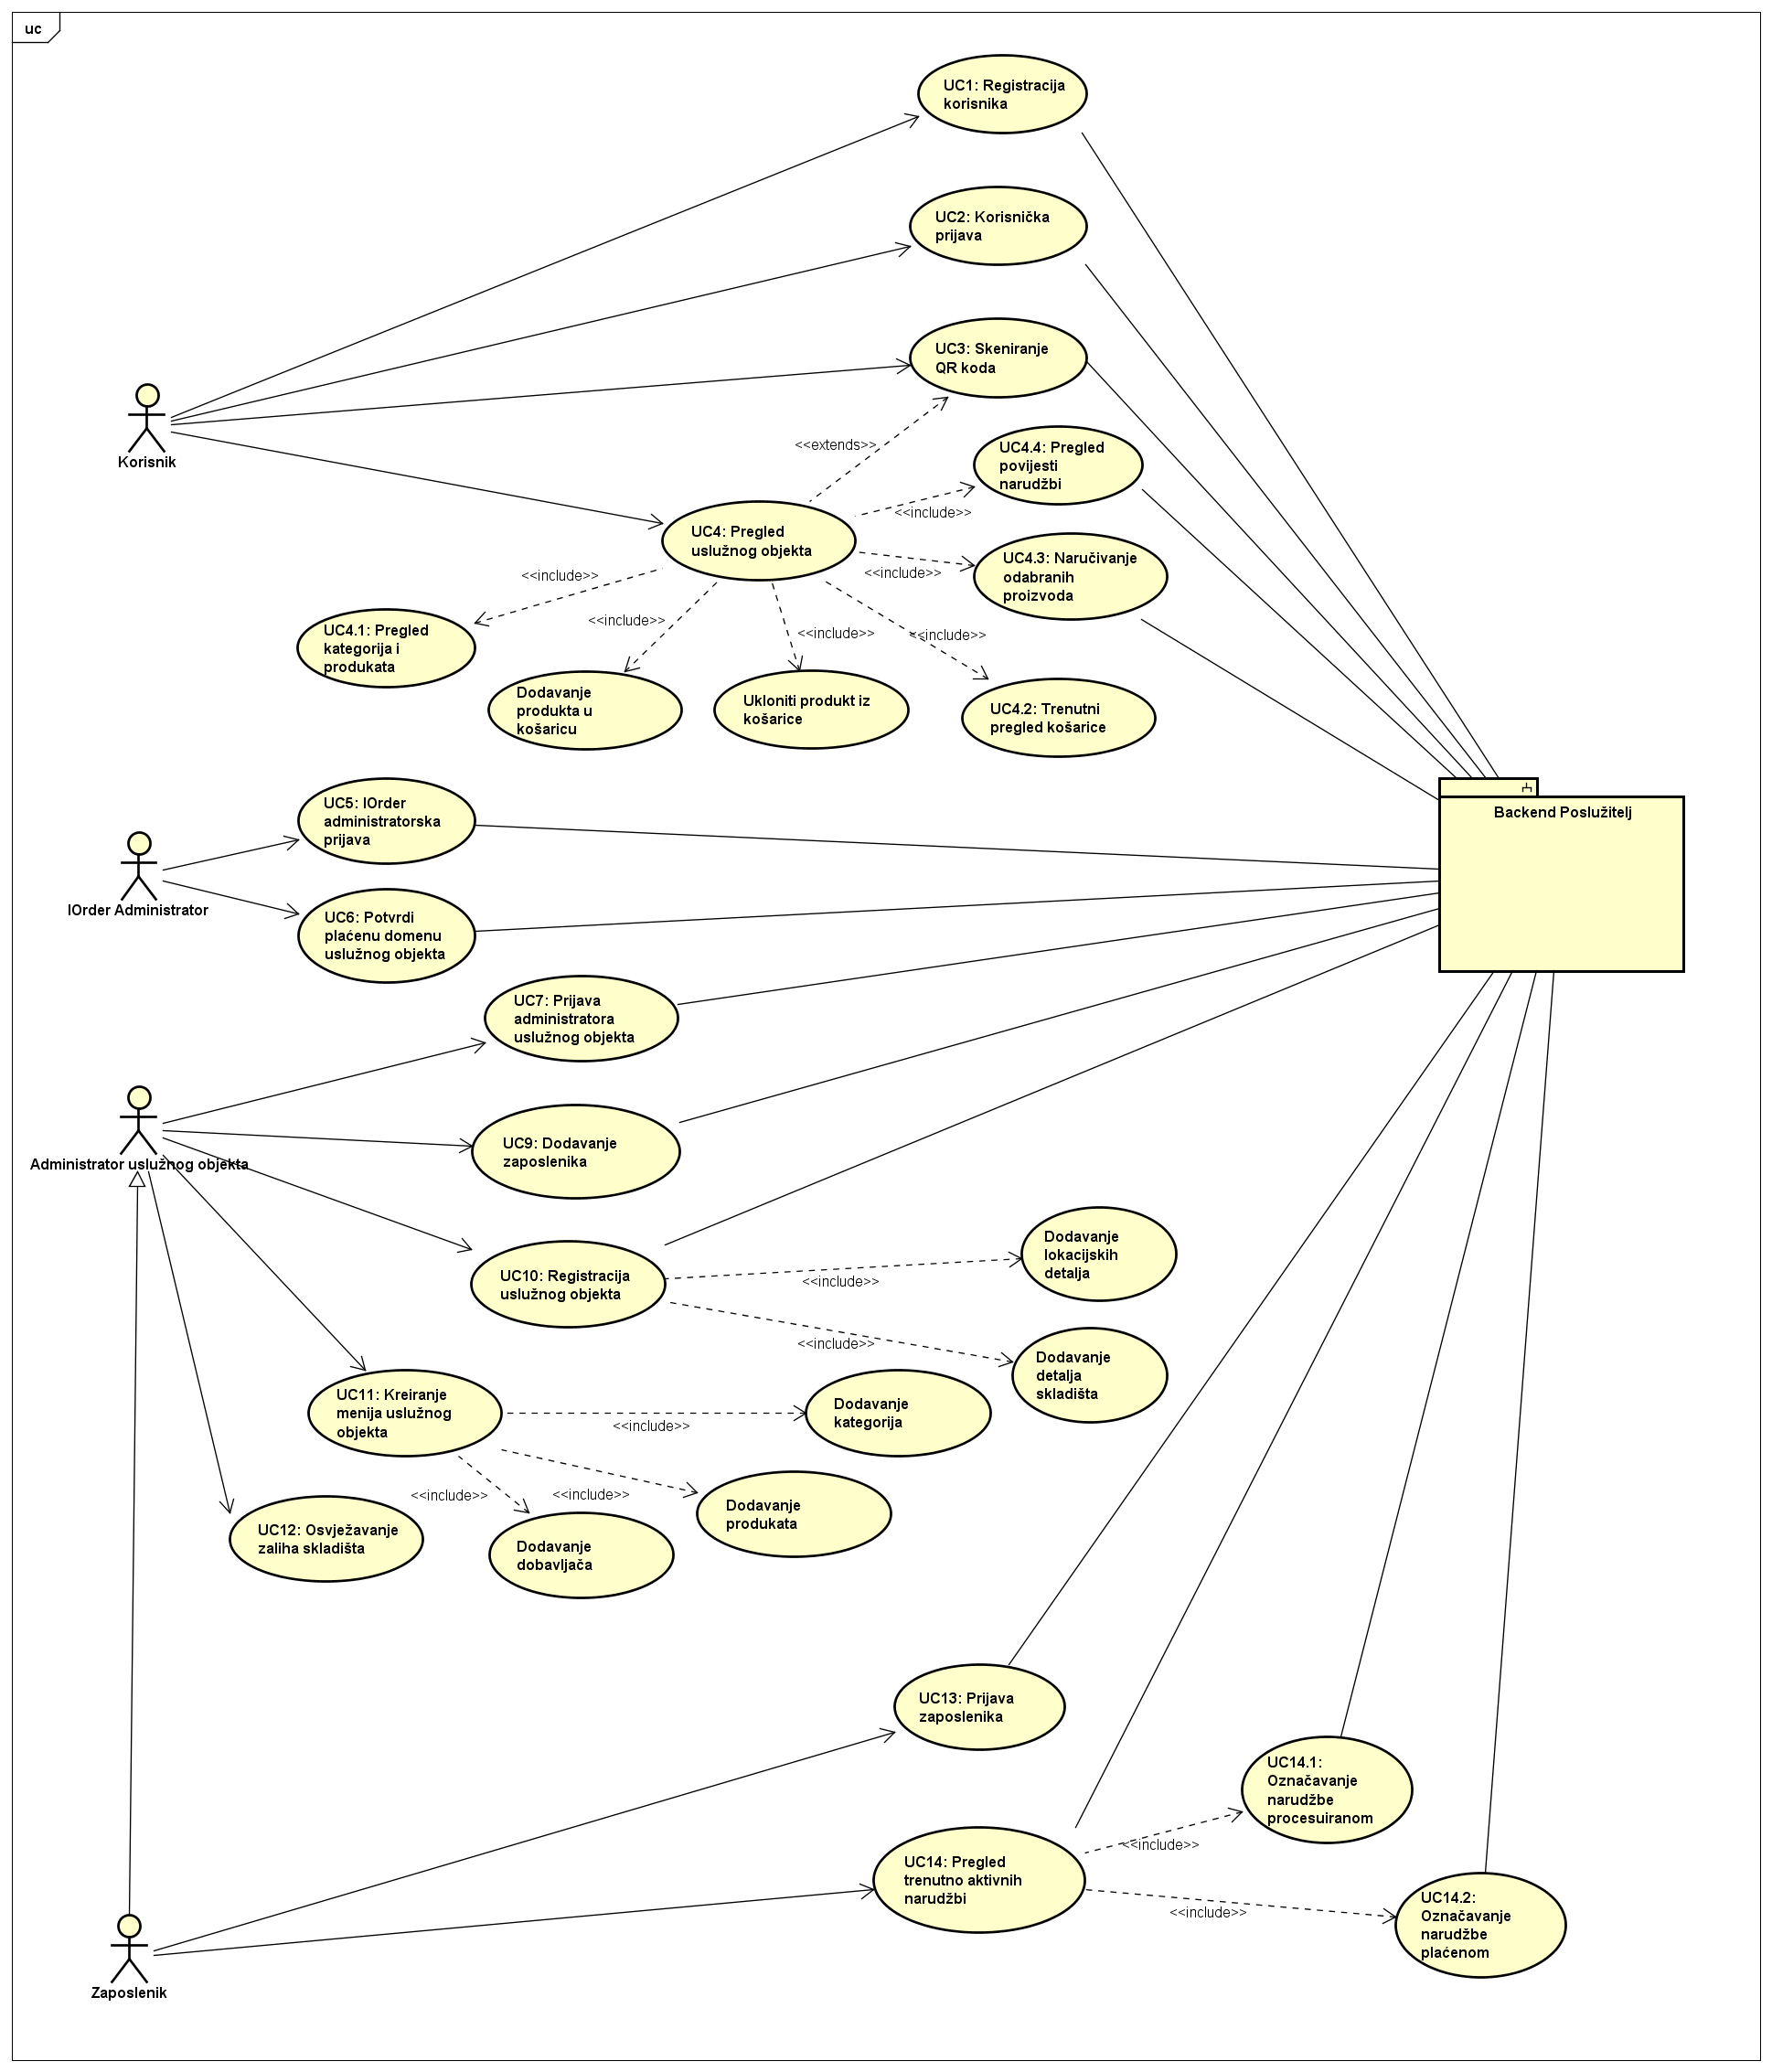 uc
UC1: Registracija
korisnika
UC2: Korisnička
prijava
UC3: Skeniranje
QR koda
Korisnik
<<extends>>
UC4.4: Pregled
povijesti
narudžbi
<<include>>
UC4: Pregled
uslužnog objekta
UC4.3: Naručivanje
odabranih
proizvoda
<<include>>
<<include>>
<<include>>
<<include>>
<<include>>
UC4.1: Pregled
kategorija i
produkata
Dodavanje
produkta u
košaricu
Ukloniti produkt iz
košarice
UC4.2: Trenutni
pregled košarice
UC5: IOrder
administratorska
prijava
Backend Poslužitelj
IOrder Administrator
UC6: Potvrdi
plaćenu domenu
uslužnog objekta
UC7: Prijava
administratora
uslužnog objekta
Administrator uslužnog objekta
UC9: Dodavanje
zaposlenika
UC10: Registracija
uslužnog objekta
<<include>>
Dodavanje
lokacijskih
detalja
<<include>>
Dodavanje
detalja
skladišta
UC11: Kreiranje
menija uslužnog
objekta
<<include>>
Dodavanje
kategorija
<<include>>
<<include>>
Dodavanje
produkata
UC12: Osvježavanje
zaliha skladišta
Dodavanje
dobavljača
UC13: Prijava
zaposlenika
UC14.1:
Označavanje
narudžbe
procesuiranom
<<include>>
UC14: Pregled
trenutno aktivnih
narudžbi
<<include>>
UC14.2:
Označavanje
narudžbe
plaćenom
Zaposlenik